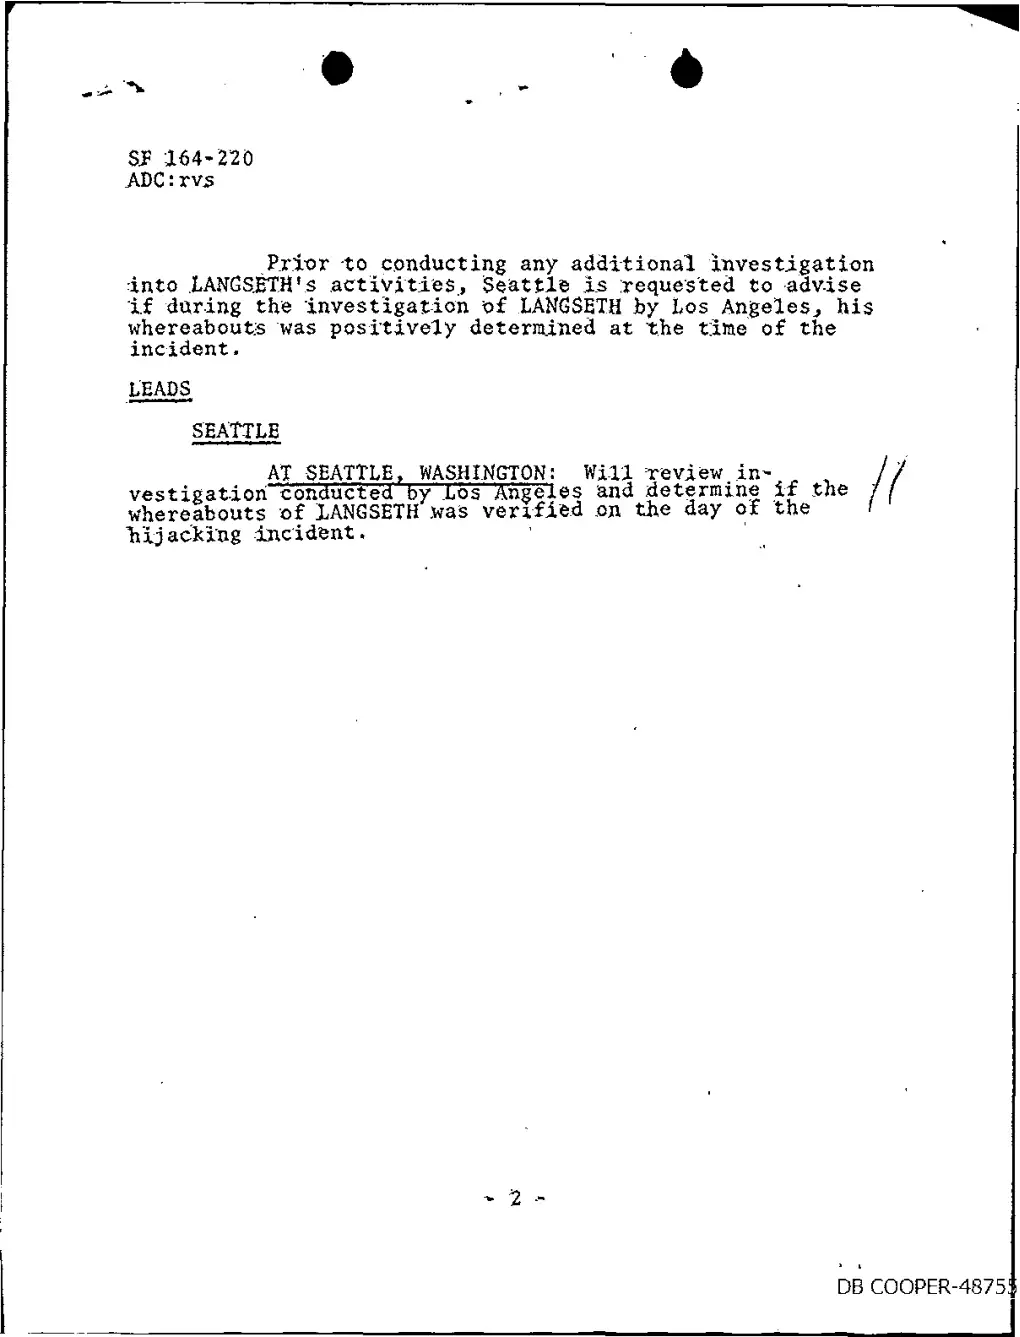 SF 164-220
ADC:rvs
Prior to conducting any additional investigation
into LANGSETH's activities, Seattle is requested to advise
if during the investigation of LANGSETH by Los Angeles, his
whereabouts was positively determined at the time of the
incident.
LEADS
SEATTLE
AT SEATTLE, WASHINGTON: Will review in-
vestigation conducted by Los Angeles and determine if the
whereabouts of LANGSETH was verified on the day of the
hijacking incident.
- 2 -
DB COOPER-48755